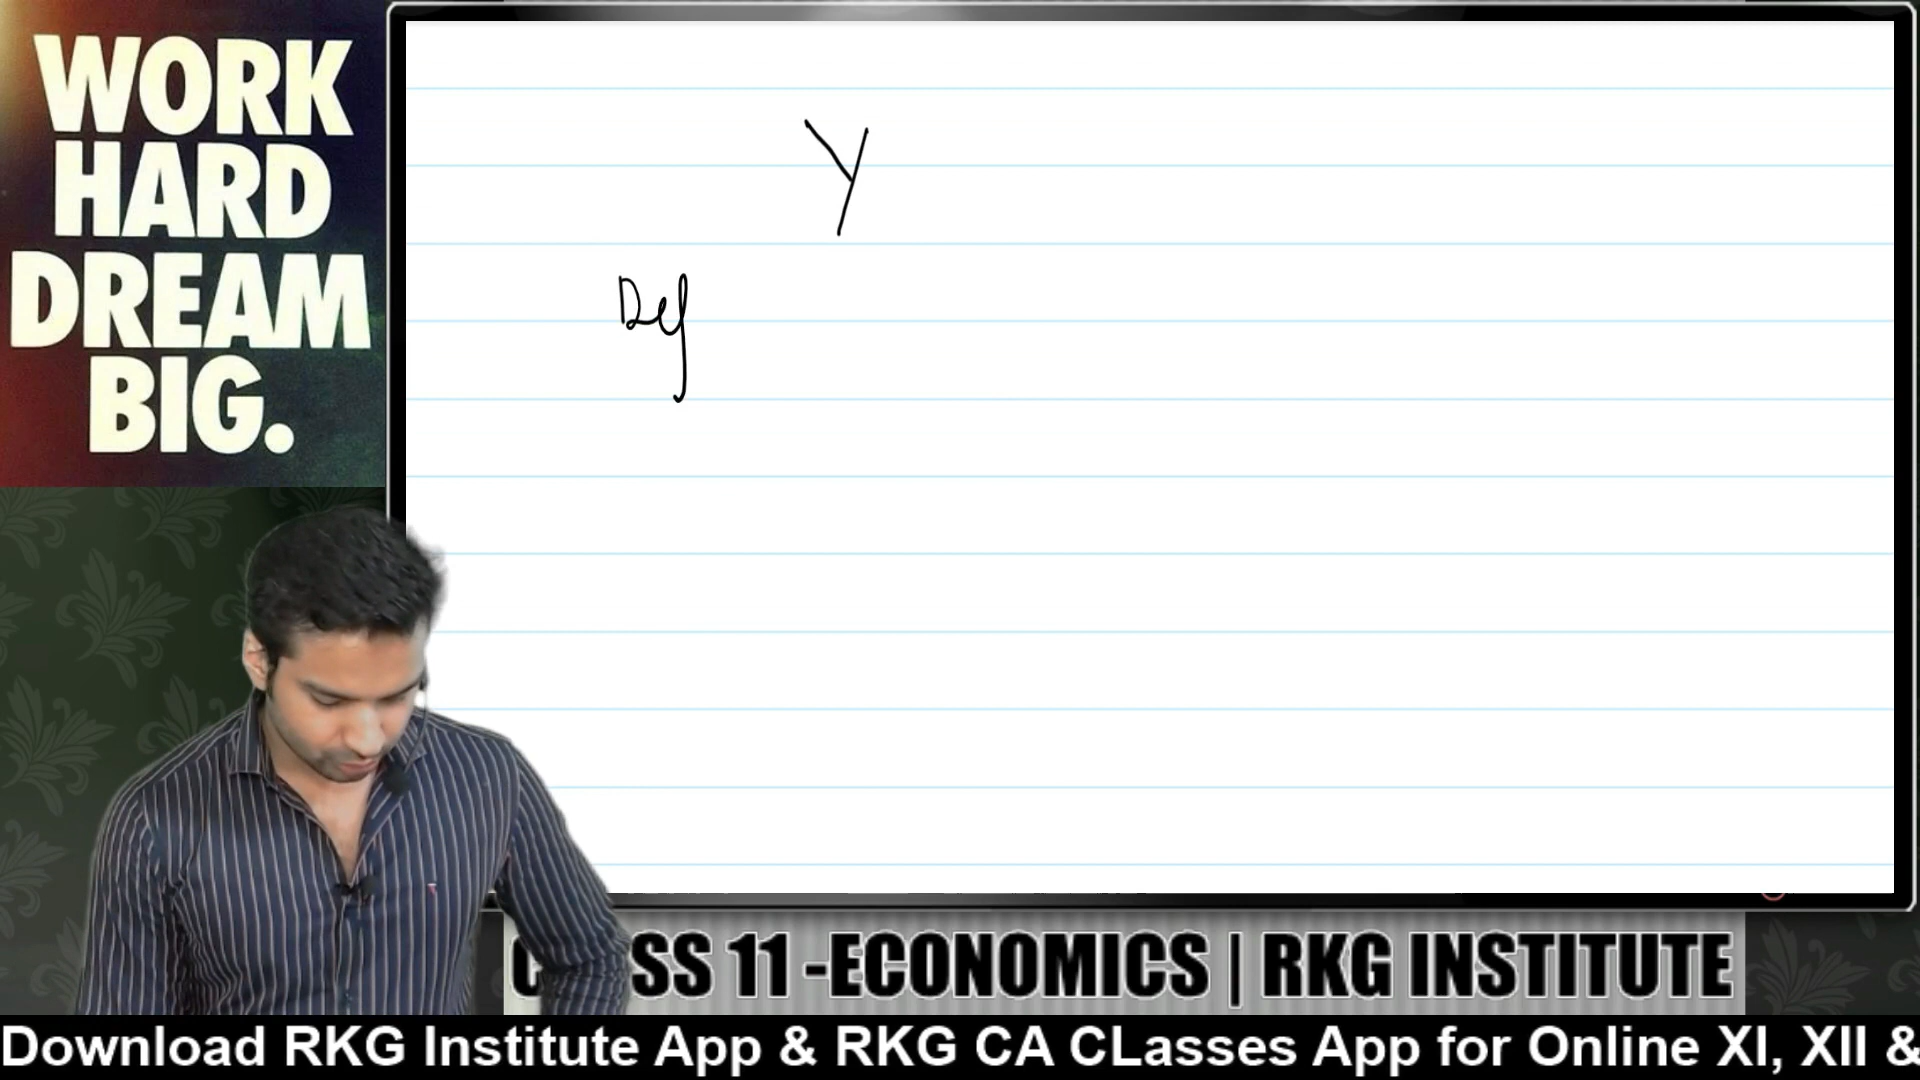 WORK
HARD
DREAM
BIG.
Y
Def
SS 11 -ECONOMICS | RKG INSTITUTE
Download RKG Institute App & RKG CA CLasses App for Online XI, XII &